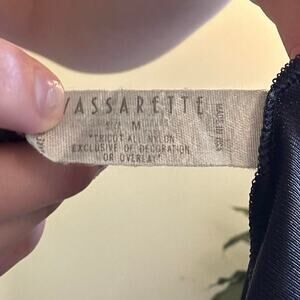 VASSARETTE
M
"TRICOT ALL NYLON
EXCLUSIVE OF DECORATION
OR OVERLAY"
MADE IN USA